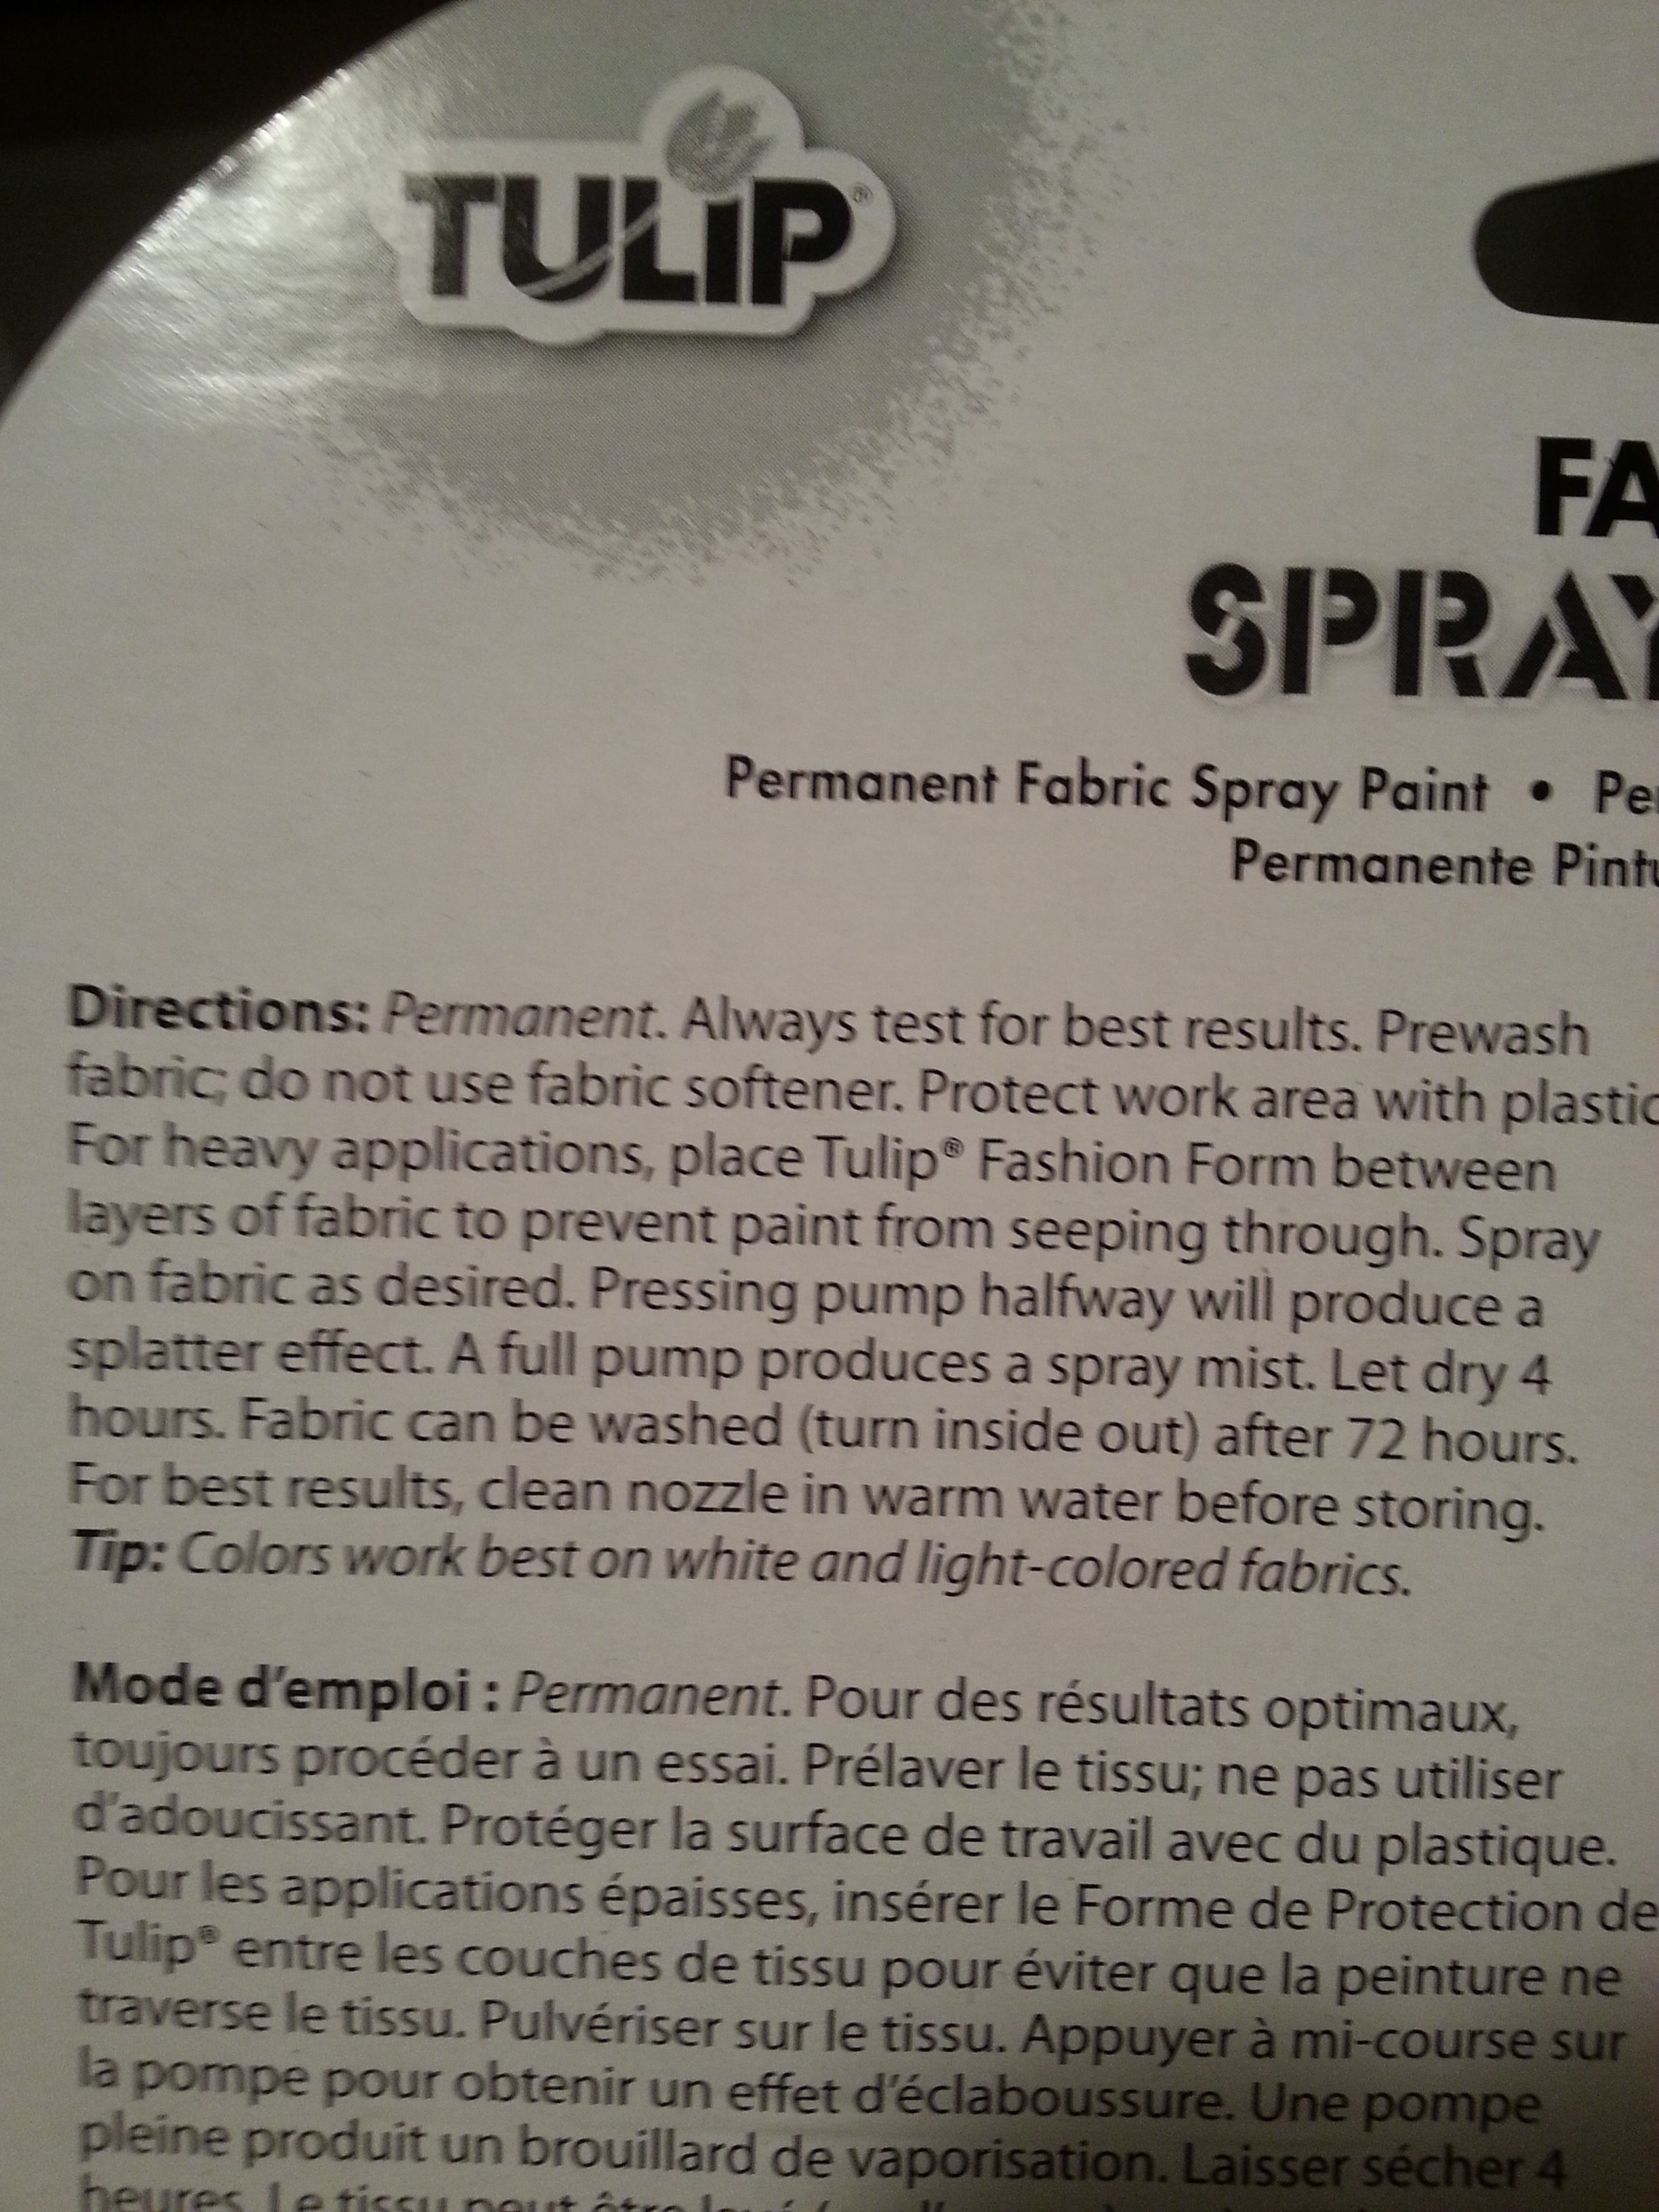 TULIP®
FA
SPRAY
Permanent Fabric Spray Paint • Pe
Permanente Pintu
Directions: Permanent. Always test for best results. Prewash
fabric; do not use fabric softener. Protect work area with plastic
For heavy applications, place Tulip® Fashion Form between
layers of fabric to prevent paint from seeping through. Spray
on fabric as desired. Pressing pump halfway will produce a
splatter effect. A full pump produces a spray mist. Let dry 4
hours. Fabric can be washed (turn inside out) after 72 hours.
For best results, clean nozzle in warm water before storing.
Tip: Colors work best on white and light-colored fabrics.
Mode d'emploi : Permanent. Pour des résultats optimaux,
toujours procéder à un essai. Prélaver le tissu; ne pas utiliser
d'adoucissant. Protéger la surface de travail avec du plastique.
Pour les applications épaisses, insérer le Forme de Protection de
Tulip® entre les couches de tissu pour éviter que la peinture ne
traverse le tissu. Pulvériser sur le tissu. Appuyer à mi-course sur
la pompe pour obtenir un effet d'éclaboussure. Une pompe
pleine produit un brouillard de vaporisation. Laisser sécher 4
heures. Le tissu peut être lavé